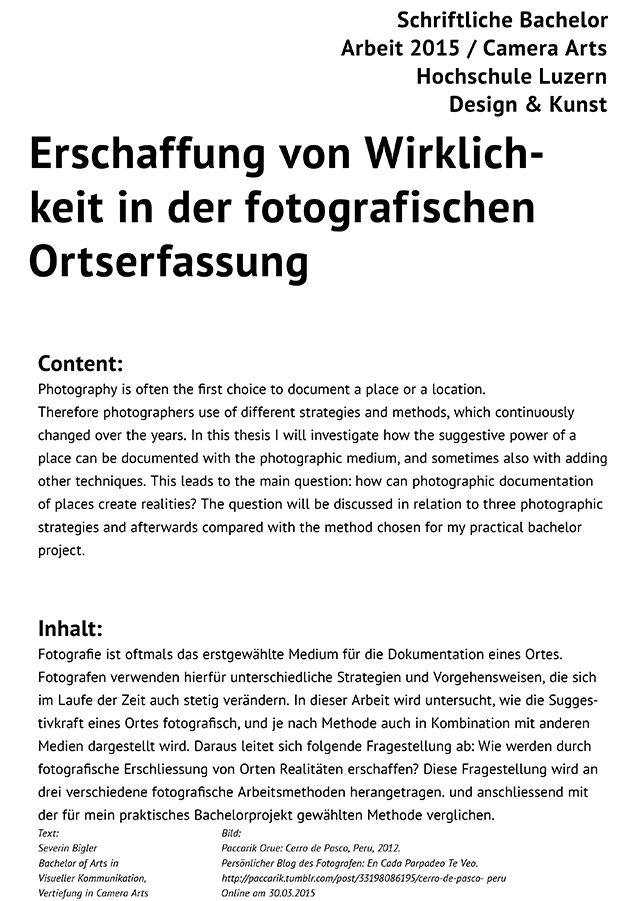 Schriftliche Bachelor
Arbeit 2015 / Camera Arts
Hochschule Luzern
Design & Kunst
Erschaffung von Wirklich-
keit in der fotografischen
Ortserfassung
Content:
Photography is often the first choice to document a place or a location.
Therefore photographers use of different strategies and methods, which continuously
changed over the years. In this thesis I will investigate how the suggestive power of a
place can be documented with the photographic medium, and sometimes also with adding
other techniques. This leads to the main question: how can photographic documentation
of places create realities? The question will be discussed in relation to three photographic
strategies and afterwards compared with the method chosen for my practical bachelor
project.
Inhalt:
Fotografie ist oftmals das erstgewählte Medium für die Dokumentation eines Ortes.
Fotografen verwenden hierfür unterschiedliche Strategien und Vorgehensweisen, die sich
im Laufe der Zeit auch stetig verändern. In dieser Arbeit wird untersucht, wie die Sugges-
tivkraft eines Ortes fotografisch, und je nach Methode auch in Kombination mit anderen
Medien dargestellt wird. Daraus leitet sich folgende Fragestellung ab: Wie werden durch
fotografische Erschliessung von Orten Realitäten erschaffen? Diese Fragestellung wird an
drei verschiedene fotografische Arbeitsmethoden herangetragen. und anschliessend mit
der für mein praktisches Bachelorprojekt gewählten Methode verglichen.
Text:
Severin Bigler
Bachelor of Arts in
Visueller Kommunikation,
Vertiefung in Camera Arts
Bild:
Paccarik Orue: Cerro de Pasco, Peru, 2012.
Persönlicher Blog des Fotografen: En Cada Parpadeo Te Veo.
http://paccarik.tumblr.com/post/33198086195/cerro-de-pasco- peru
Online am 30.03.2015